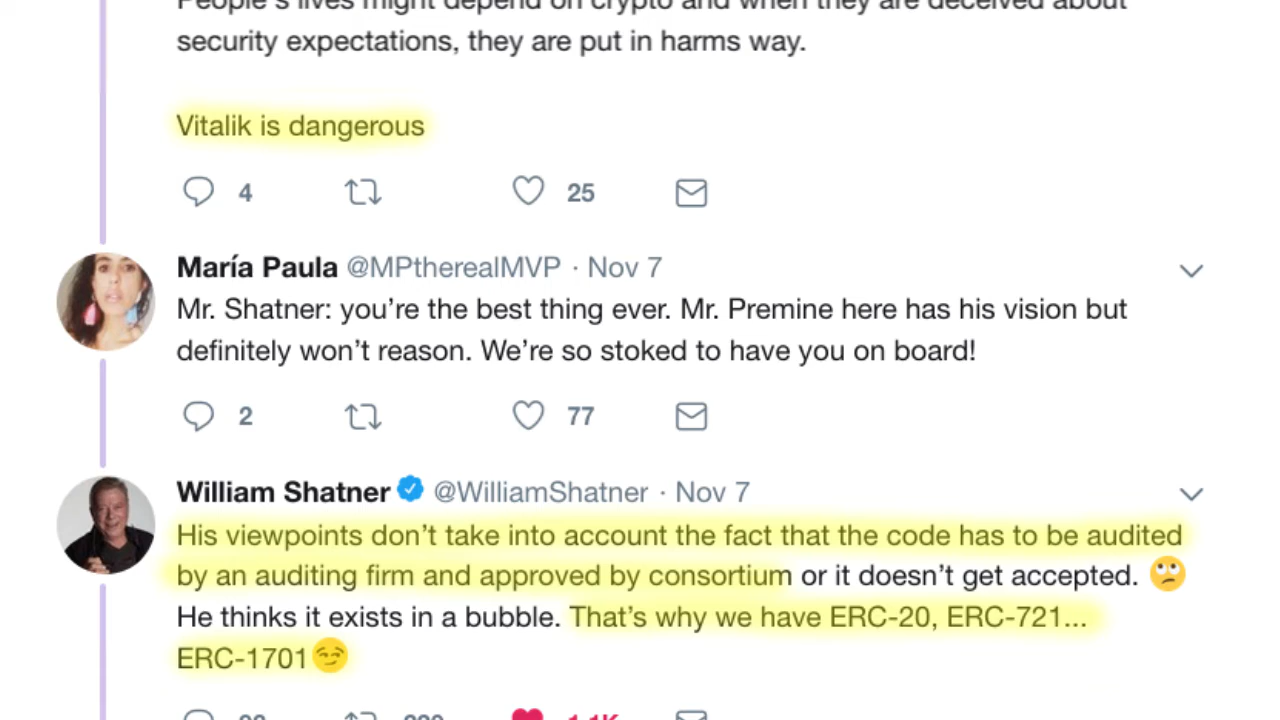 People's lives might depend on crypto and when they are deceived about
security expectations, they are put in harms way.
Vitalik is dangerous
4 25
María Paula @MPtherealMVP · Nov 7
Mr. Shatner: you're the best thing ever. Mr. Premine here has his vision but
definitely won't reason. We're so stoked to have you on board!
2 77
William Shatner @WilliamShatner · Nov 7
His viewpoints don't take into account the fact that the code has to be audited
by an auditing firm and approved by consortium or it doesn't get accepted. 🙄
He thinks it exists in a bubble. That's why we have ERC-20, ERC-721...
ERC-1701😏
1.1K